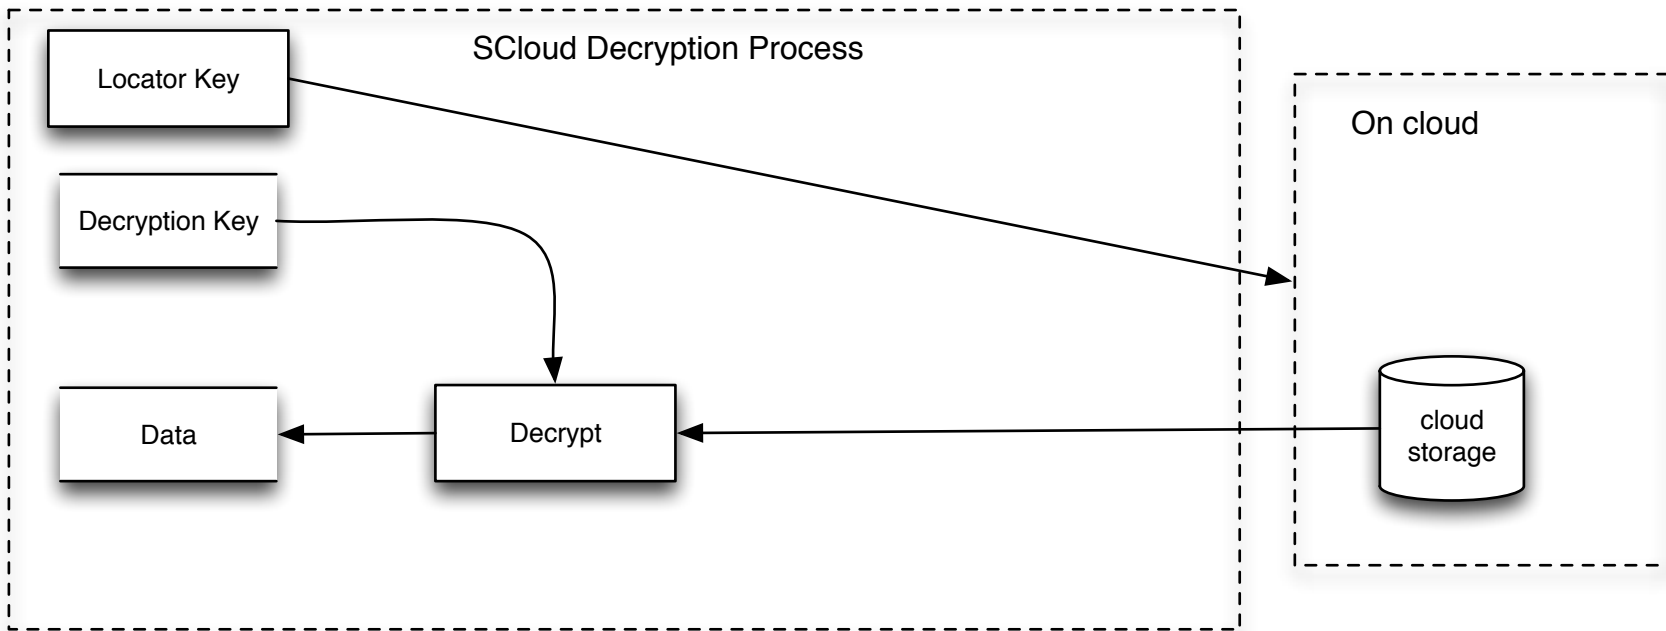 SCloud Decryption Process
Locator Key
On cloud
Decryption Key
Data
Decrypt
cloud
storage